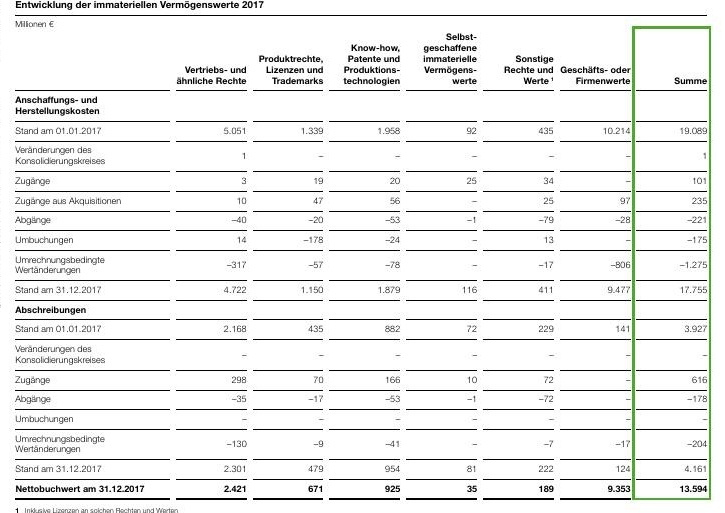 Entwicklung der immateriellen Vermögenswerte 2017
Millionen €
Vertriebs- und ähnliche Rechte Produktrechte, Lizenzen und Trademarks Know-how, Patente und Produktions- technologien Selbst- geschaffene immaterielle Vermögens- werte Sonstige Rechte und Werte ¹ Geschäfts- oder Firmenwerte Summe
Anschaffungs- und
Herstellungskosten
Stand am 01.01.2017 5.051 1.339 1.958 92 435 10.214 19.089
Veränderungen des
Konsolidierungskreises 1 – – – – – 1
Zugänge 3 19 20 25 34 – 101
Zugänge aus Akquisitionen 10 47 56 – 25 97 235
Abgänge –40 –20 –53 –1 –79 –28 –221
Umbuchungen 14 –178 –24 – 13 – –175
Umrechnungsbedingte
Wertänderungen –317 –57 –78 – –17 –806 –1.275
Stand am 31.12.2017 4.722 1.150 1.879 116 411 9.477 17.755
Abschreibungen
Stand am 01.01.2017 2.168 435 882 72 229 141 3.927
Veränderungen des
Konsolidierungskreises – – – – – – –
Zugänge 298 70 166 10 72 – 616
Abgänge –35 –17 –53 –1 –72 – –178
Umbuchungen – – – – – – –
Umrechnungsbedingte
Wertänderungen –130 –9 –41 – –7 –17 –204
Stand am 31.12.2017 2.301 479 954 81 222 124 4.161
Nettobuchwert am 31.12.2017 2.421 671 925 35 189 9.353 13.594
1 Inklusive Lizenzen an solchen Rechten und Werten